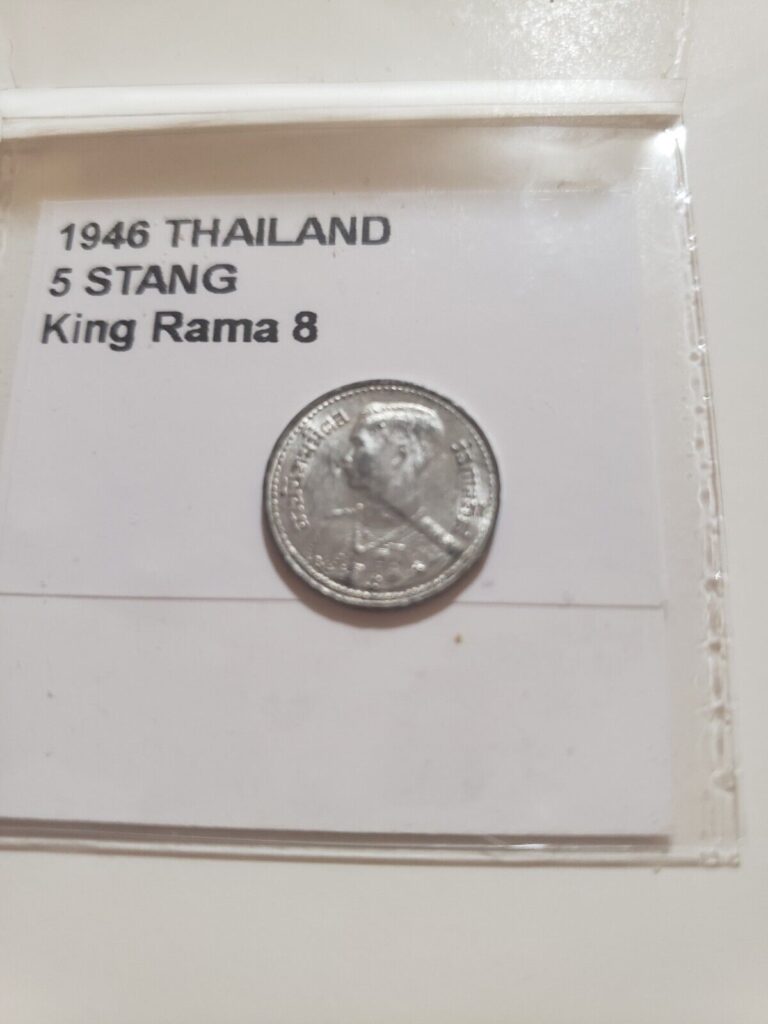 1946 THAILAND
5 STANG
King Rama 8